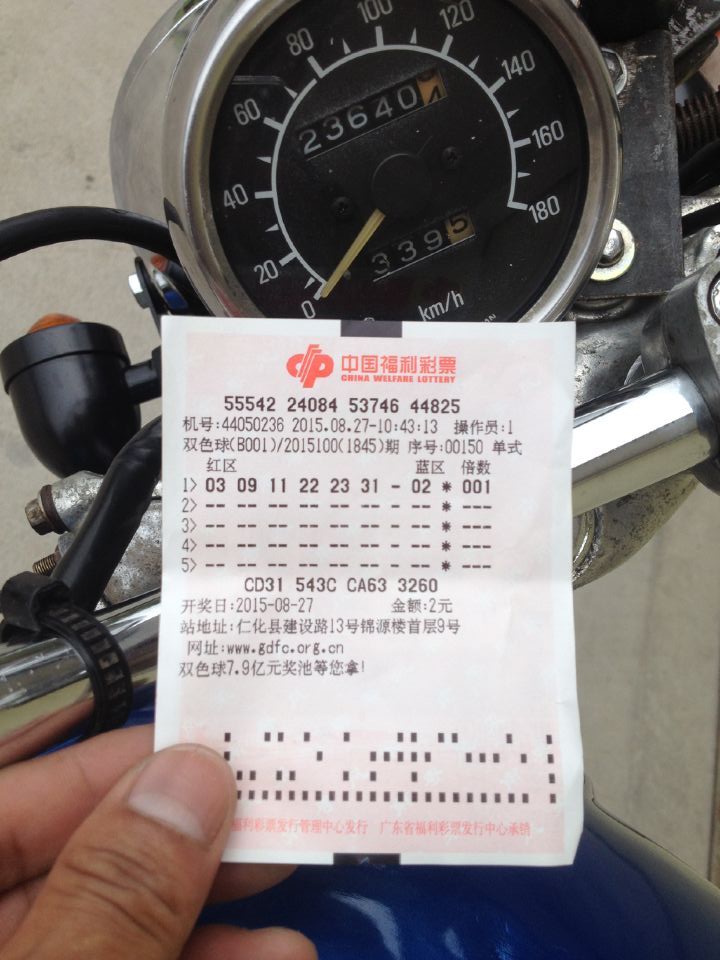 100
80
120
60
140
23640
40
160
20
180
3395
0
km/h
中国福利彩票
CHINA WELFARE LOTTERY
55542 24084 53746 44825
机号:44050236 2015.08.27-10:43:13 操作员:1
双色球(B001)/2015100(1845)期 序号:00150 单式
红区 蓝区 倍数
1> 03 09 11 22 23 31 - 02 * 001
2> -- -- -- -- -- -- - -- * ---
3> -- -- -- -- -- -- - -- * ---
4> -- -- -- -- -- -- - -- * ---
5> -- -- -- -- -- -- - -- * ---
CD31 543C CA63 3260
开奖日:2015-08-27 金额:2元
站地址:仁化县建设路13号锦源楼首层9号
网址:www.gdfc.org.cn
双色球7.9亿元奖池等您拿!
福利彩票发行管理中心发行 广东省福利彩票发行中心承销